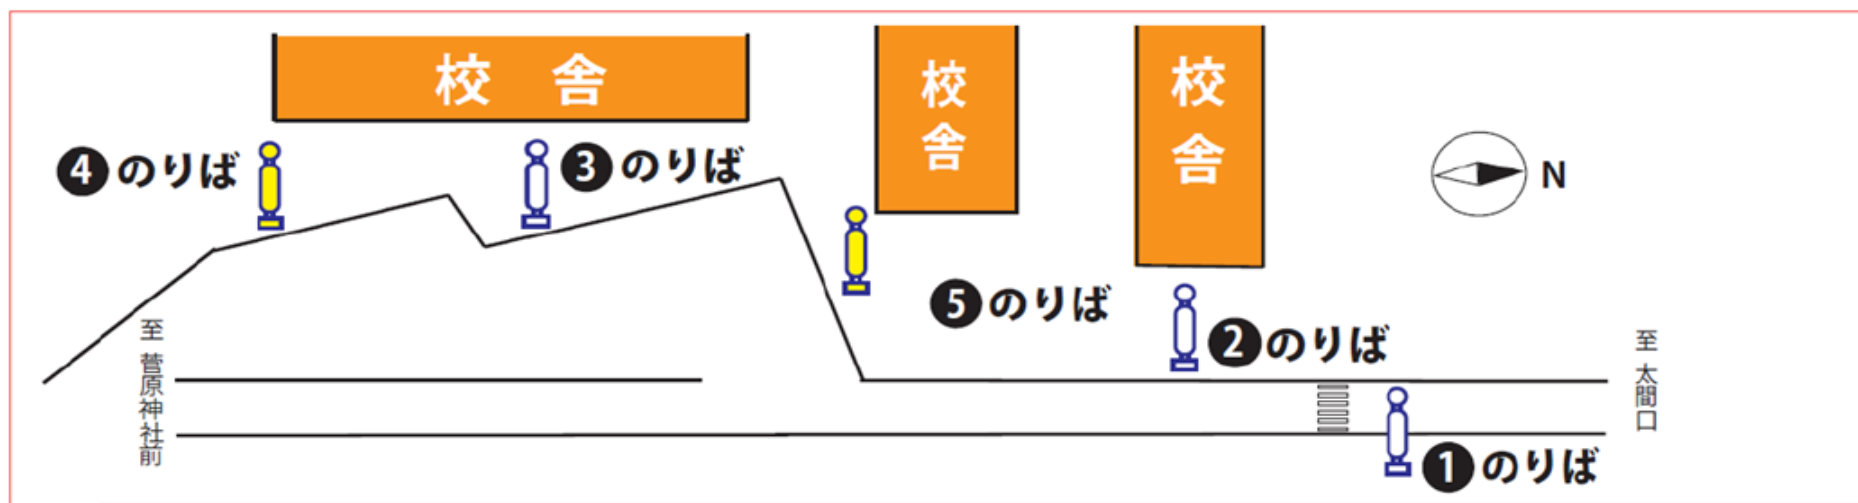 校舎
校舎
校舎
❹のりば
❸のりば
N
❺のりば
❷のりば
至 菅原神社前
至 太間口
❶のりば